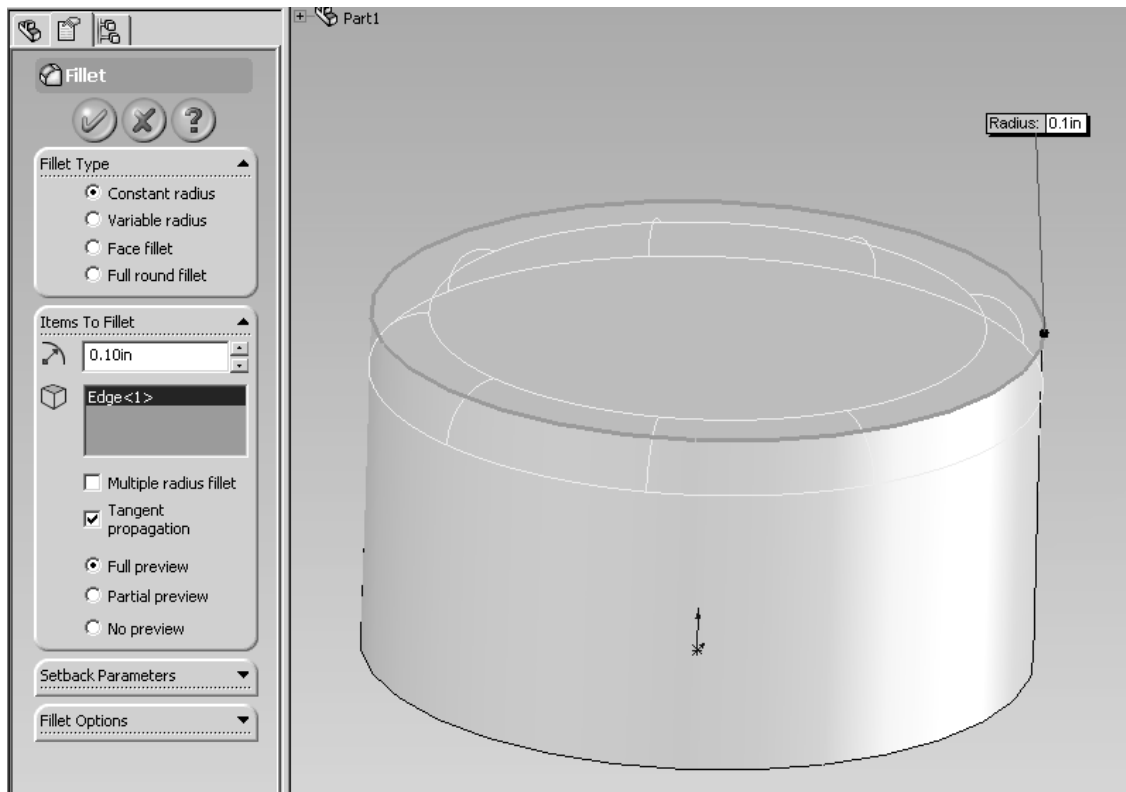 Part1
Fillet
?
Fillet Type
Constant radius
Variable radius
Face fillet
Full round fillet
Items To Fillet
0.10in
Edge<1>
Multiple radius fillet
Tangent
propagation
Full preview
Partial preview
No preview
Setback Parameters
Fillet Options
Radius: 0.1in